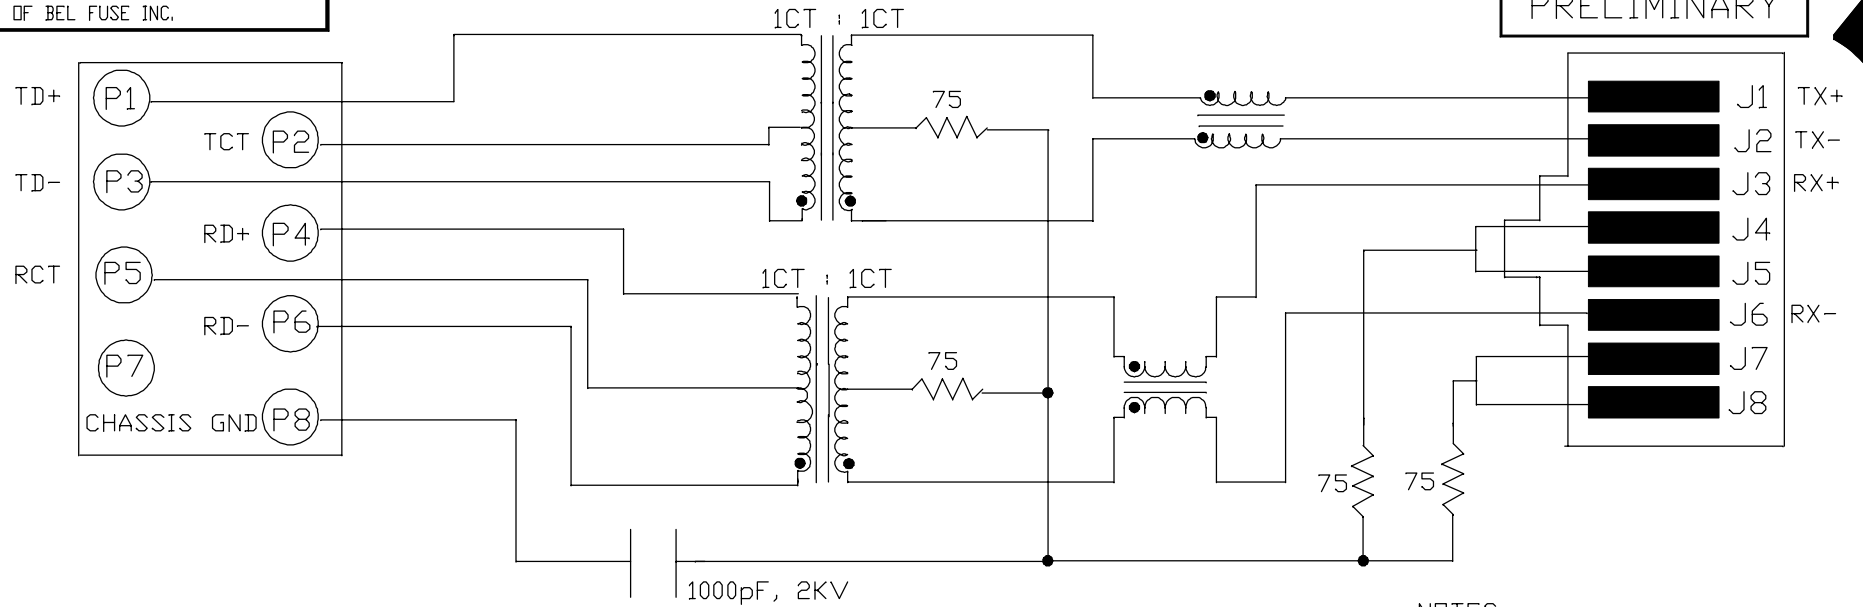 OF BEL FUSE INC.
PRELIMINARY
1CT : 1CT
TD+ P1
TCT P2
TD- P3
RD+ P4
RCT P5
RD- P6
P7
CHASSIS GND P8
75
1CT : 1CT
75
1000pF, 2KV
75
75
J1 TX+
J2 TX-
J3 RX+
J4
J5
J6 RX-
J7
J8